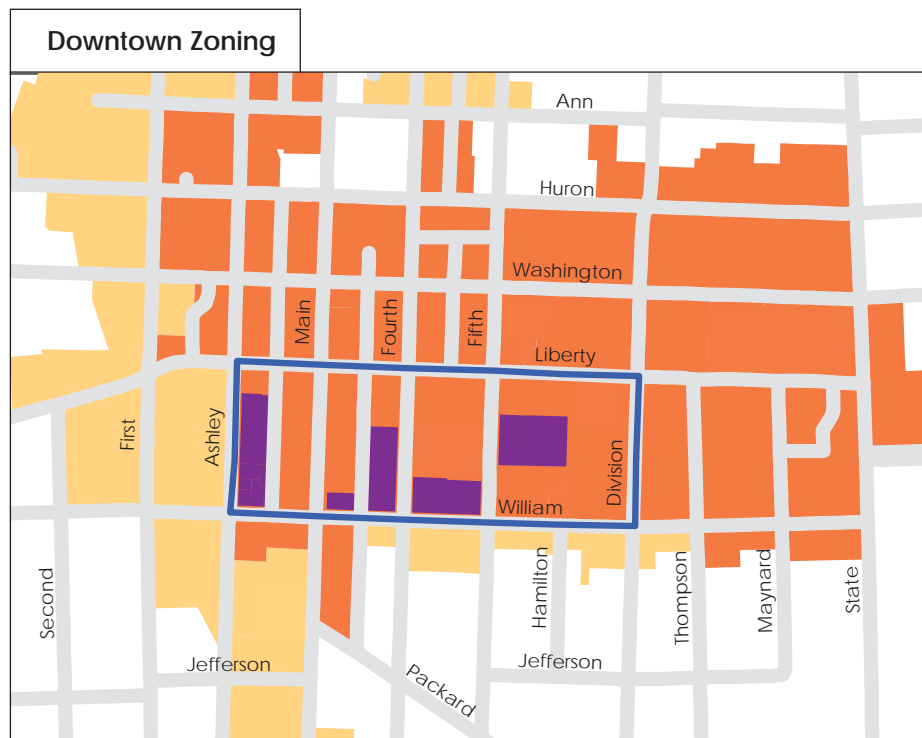 Downtown Zoning
Ann
Huron
Washington
Main
Fourth
Fifth
Liberty
First
Ashley
Division
William
Second
Hamilton
Thompson
Maynard
State
Jefferson
Jefferson
Packard